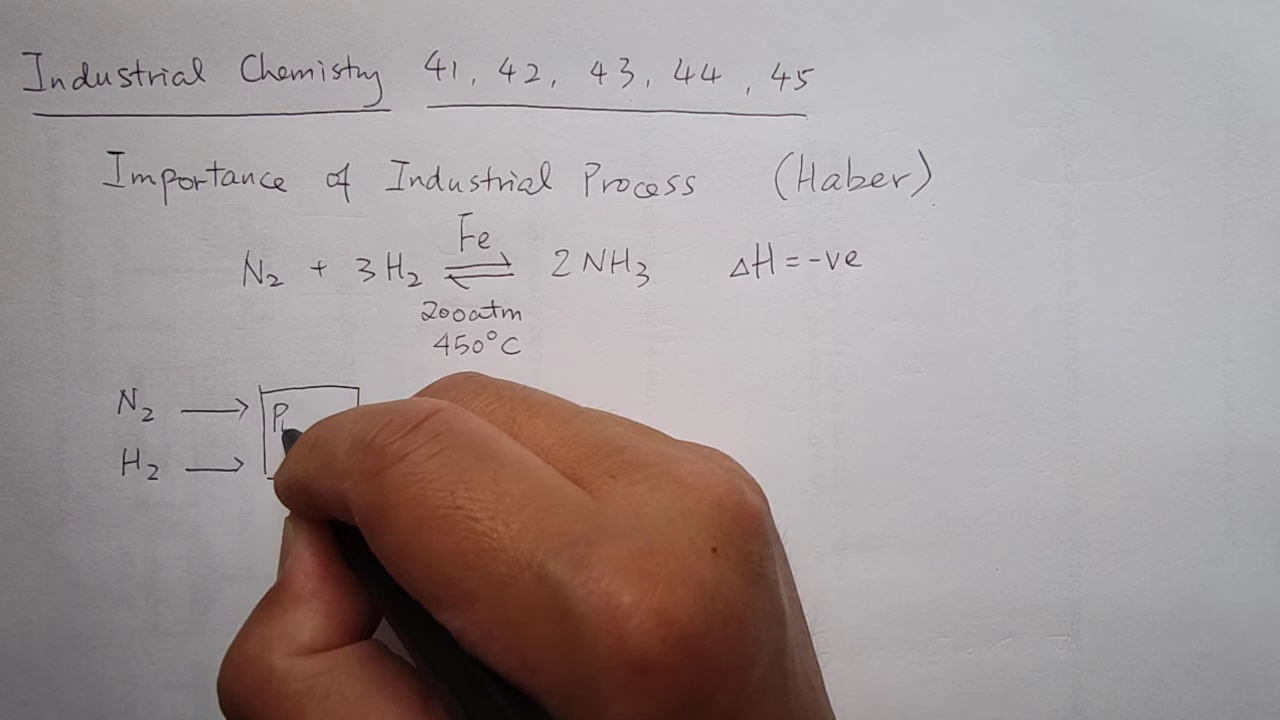 Industrial Chemistry 41, 42, 43, 44, 45
Importance of Industrial Process (Haber)
Fe
N₂ + 3H₂ ⇌ 2NH₃ ΔH = -ve
200atm
450°C
N₂ →
H₂ →